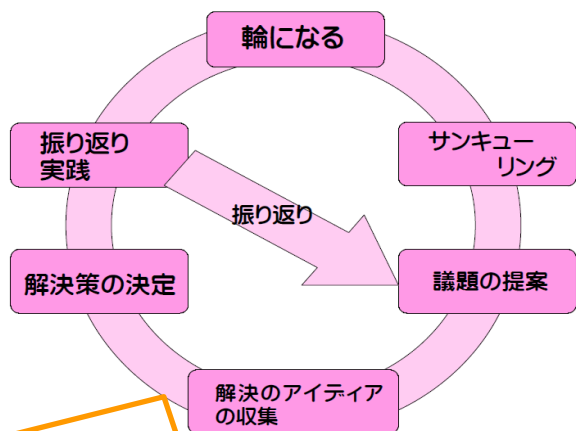 輪になる
サンキュー
リング
議題の提案
解決のアイディア
の収集
解決策の決定
振り返り
実践
振り返り